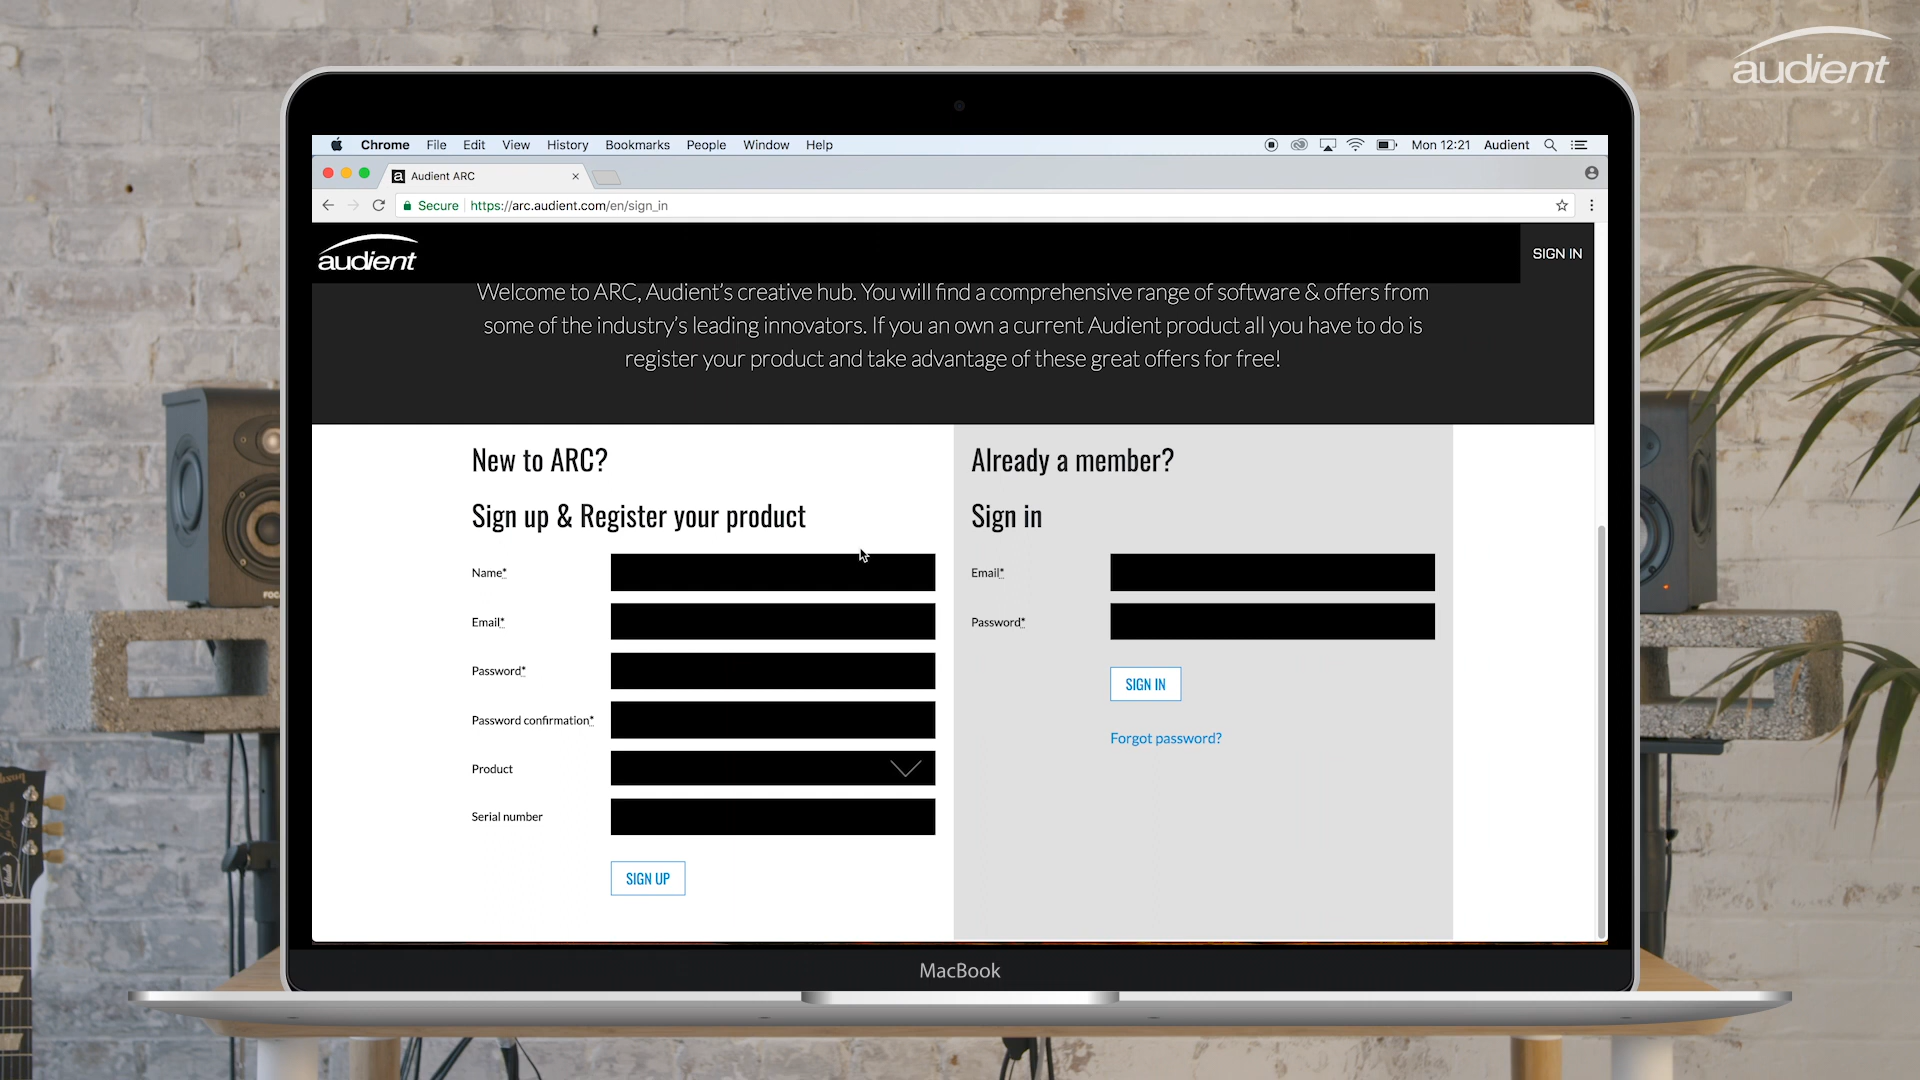 audient
Chrome File Edit View History Bookmarks People Window Help Mon 12:21 Audient
Audient ARC
Secure https://arc.audient.com/en/sign_in
audient SIGN IN
Welcome to ARC, Audient's creative hub. You will find a comprehensive range of software & offers from
some of the industry's leading innovators. If you an own a current Audient product all you have to do is
register your product and take advantage of these great offers for free!
New to ARC?
Sign up & Register your product
Name*
Email*
Password*
Password confirmation*
Product
Serial number
SIGN UP
Already a member?
Sign in
Email*
Password*
SIGN IN
Forgot password?
MacBook